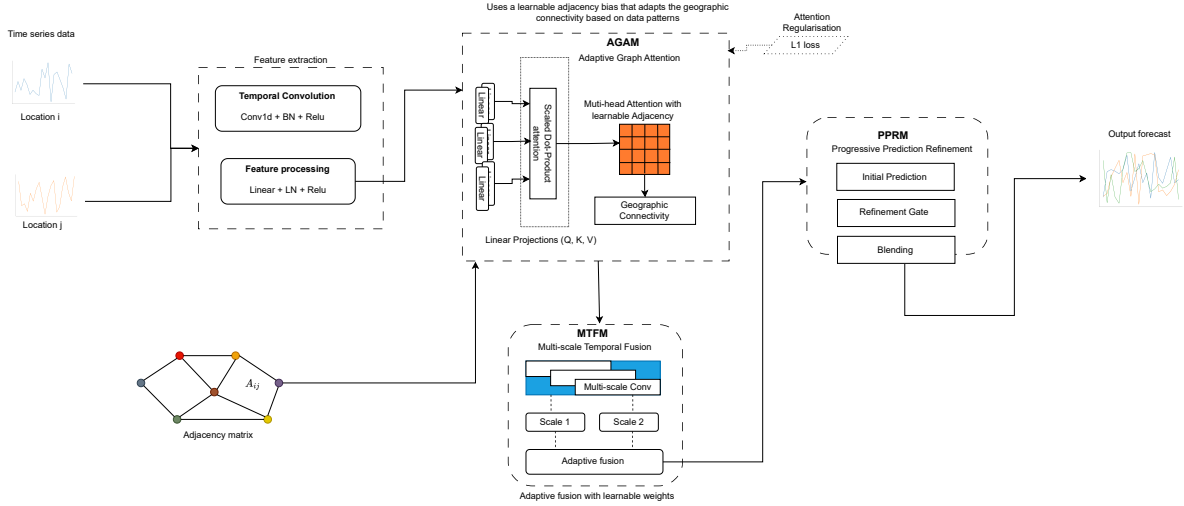 Uses a learnable adjacency bias that adapts the geographic
connectivity based on data patterns
Attention
Regularisation
L1 loss
Time series data
Location i
Location j
Feature extraction
Temporal Convolution
Conv1d + BN + Relu
Feature processing
Linear + LN + Relu
AGAM
Adaptive Graph Attention
Linear
Linear
Linear
Scaled Dot-Product
attention
Muti-head Attention with
learnable Adjacency
Geographic
Connectivity
Linear Projections (Q, K, V)
PPRM
Progressive Prediction Refinement
Initial Prediction
Refinement Gate
Blending
Output forecast
A_{ij}
Adjacency matrix
MTFM
Multi-scale Temporal Fusion
Multi-scale Conv
Scale 1
Scale 2
Adaptive fusion
Adaptive fusion with learnable weights